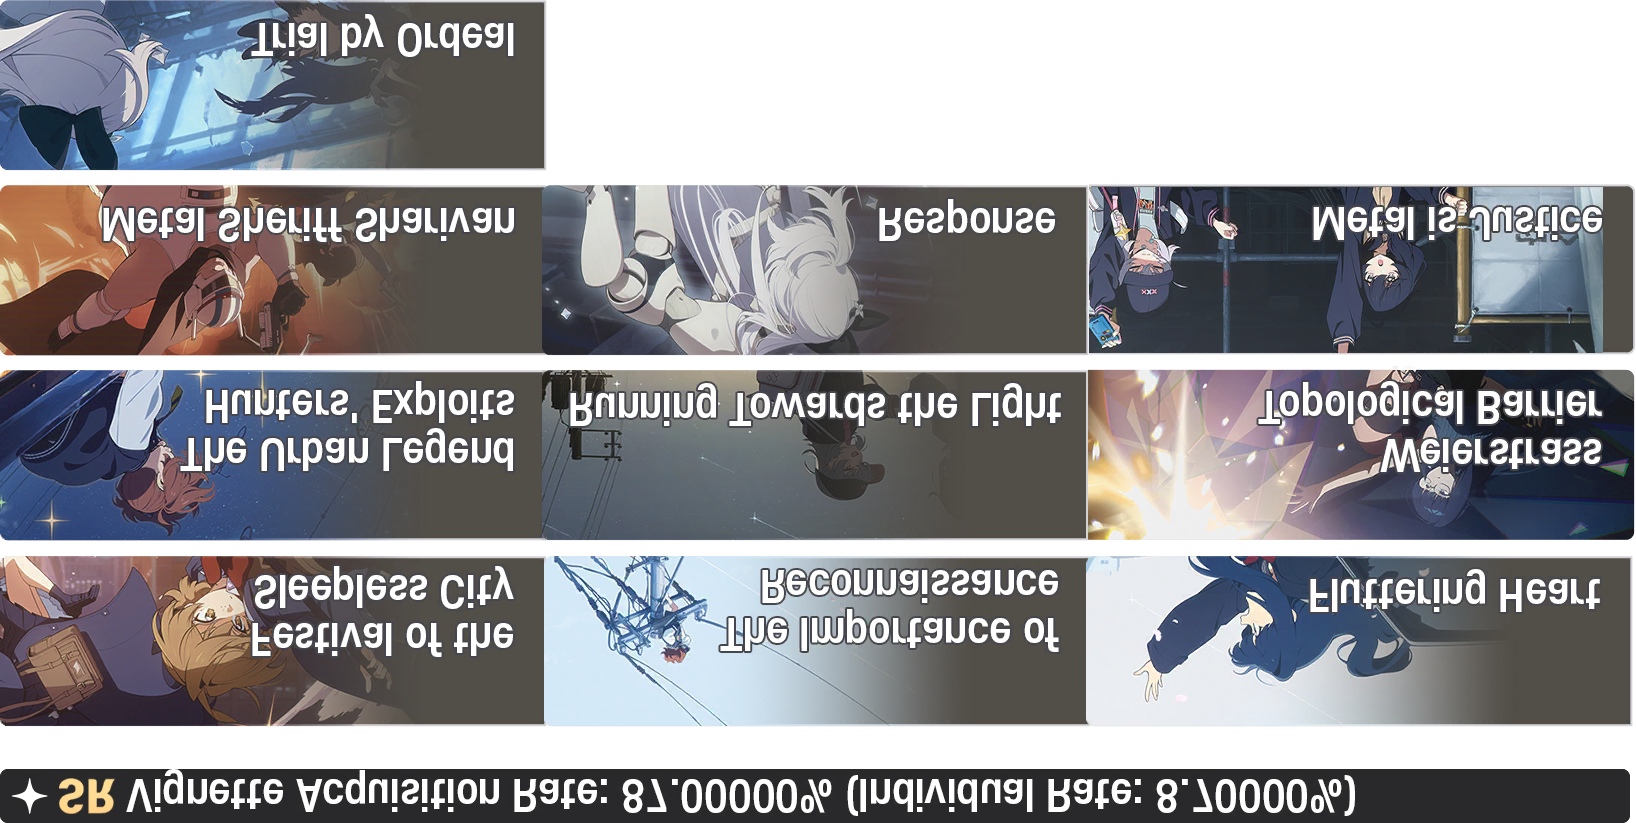 SR Vignette Acquisition Rate: 87.00000% (Individual Rate: 8.70000%)
Festival of the
Sleepless City
The Importance of
Reconnaissance
Fluttering Heart
The Urban Legend
Hunters' Exploits
Running Towards the Light
Weierstrass
Topological Barrier
Metal Sheriff Sharivan
Response
Metal is Justice
Trial by Ordeal